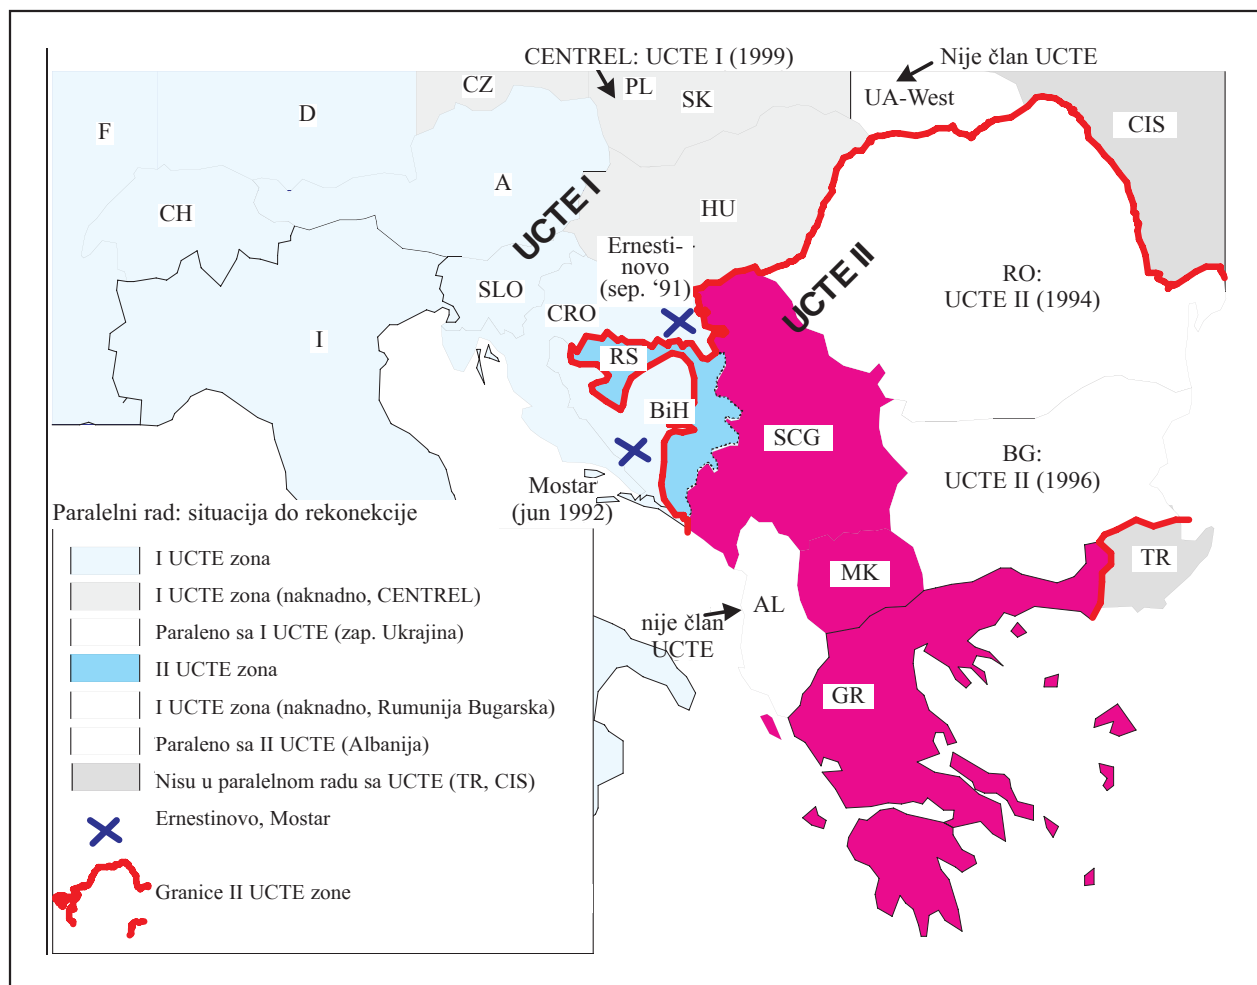 CENTREL: UCTE I (1999)
Nije član UCTE
CZ
PL
SK
UA-West
CIS
F
D
A
CH
HU
UCTE I
Ernesti-
novo
(sep. ‘91)
UCTE II
RO:
UCTE II (1994)
SLO
CRO
I
RS
BiH
SCG
BG:
UCTE II (1996)
Mostar
(jun 1992)
TR
MK
AL
nije član
UCTE
GR
Paralelni rad: situacija do rekonekcije
I UCTE zona
I UCTE zona (naknadno, CENTREL)
Paraleno sa I UCTE (zap. Ukrajina)
II UCTE zona
I UCTE zona (naknadno, Rumunija Bugarska)
Paraleno sa II UCTE (Albanija)
Nisu u paralelnom radu sa UCTE (TR, CIS)
Ernestinovo, Mostar
Granice II UCTE zone